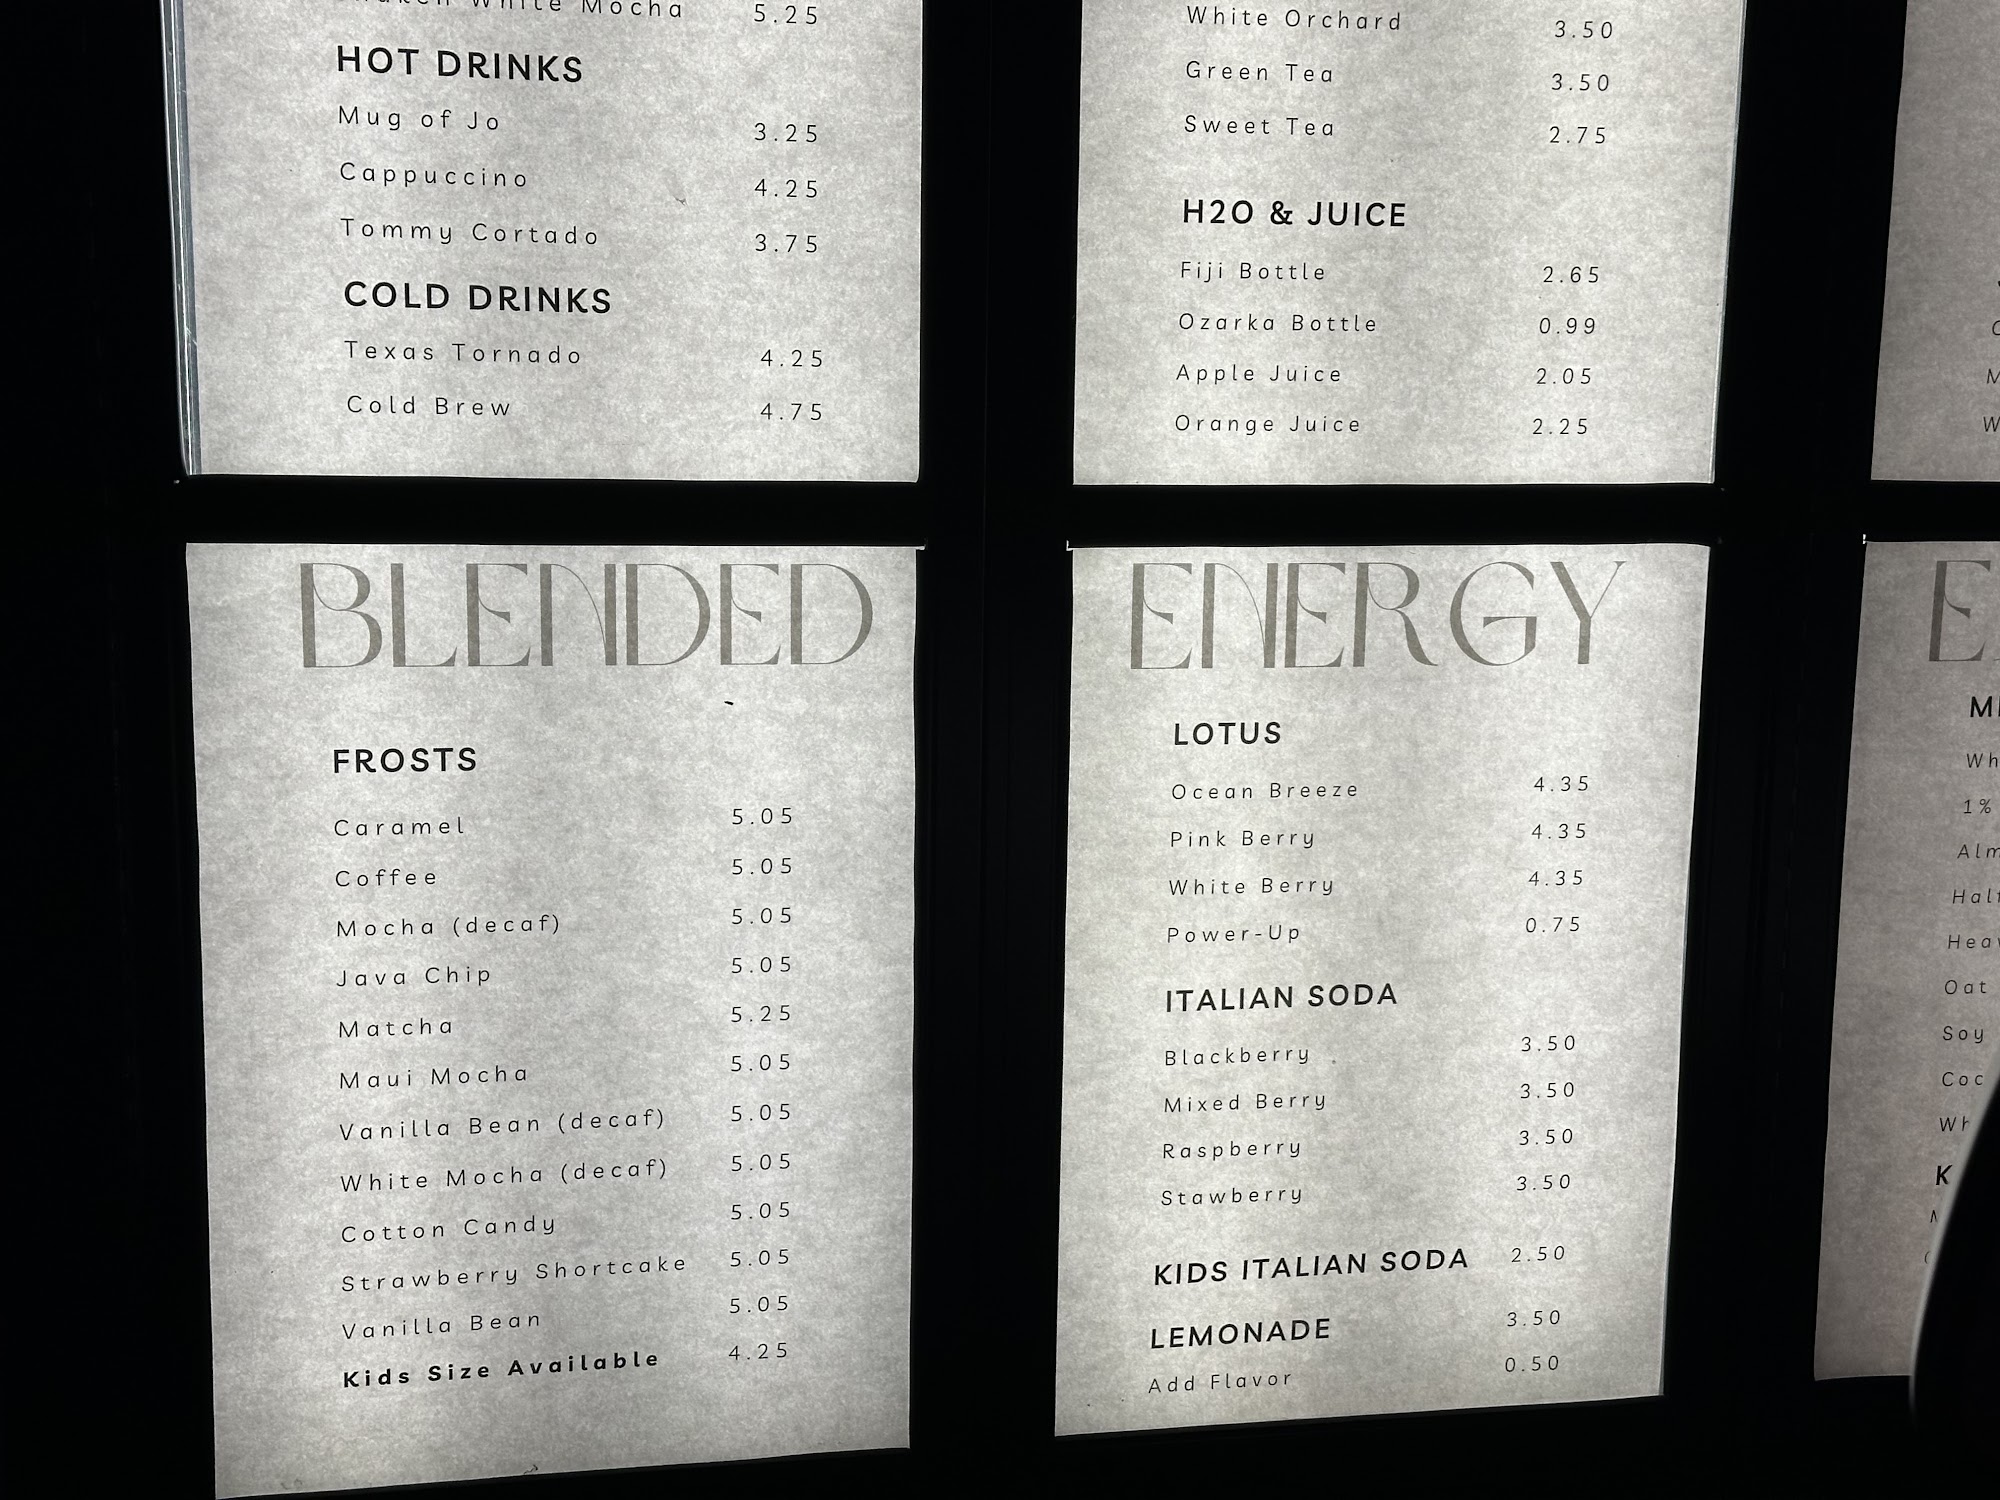 White Mocha 5.25
HOT DRINKS
Mug of Jo 3.25
Cappuccino 4.25
Tommy Cortado 3.75
COLD DRINKS
Texas Tornado 4.25
Cold Brew 4.75
White Orchard 3.50
Green Tea 3.50
Sweet Tea 2.75
H2O & JUICE
Fiji Bottle 2.65
Ozarka Bottle 0.99
Apple Juice 2.05
Orange Juice 2.25
BLENDED
FROSTS
Caramel 5.05
Coffee 5.05
Mocha (decaf) 5.05
Java Chip 5.05
Matcha 5.25
Maui Mocha 5.05
Vanilla Bean (decaf) 5.05
White Mocha (decaf) 5.05
Cotton Candy 5.05
Strawberry Shortcake 5.05
Vanilla Bean 5.05
Kids Size Available 4.25
ENERGY
LOTUS
Ocean Breeze 4.35
Pink Berry 4.35
White Berry 4.35
Power-Up 0.75
ITALIAN SODA
Blackberry 3.50
Mixed Berry 3.50
Raspberry 3.50
Stawberry 3.50
KIDS ITALIAN SODA 2.50
LEMONADE 3.50
Add Flavor 0.50
1%
Oat
Soy